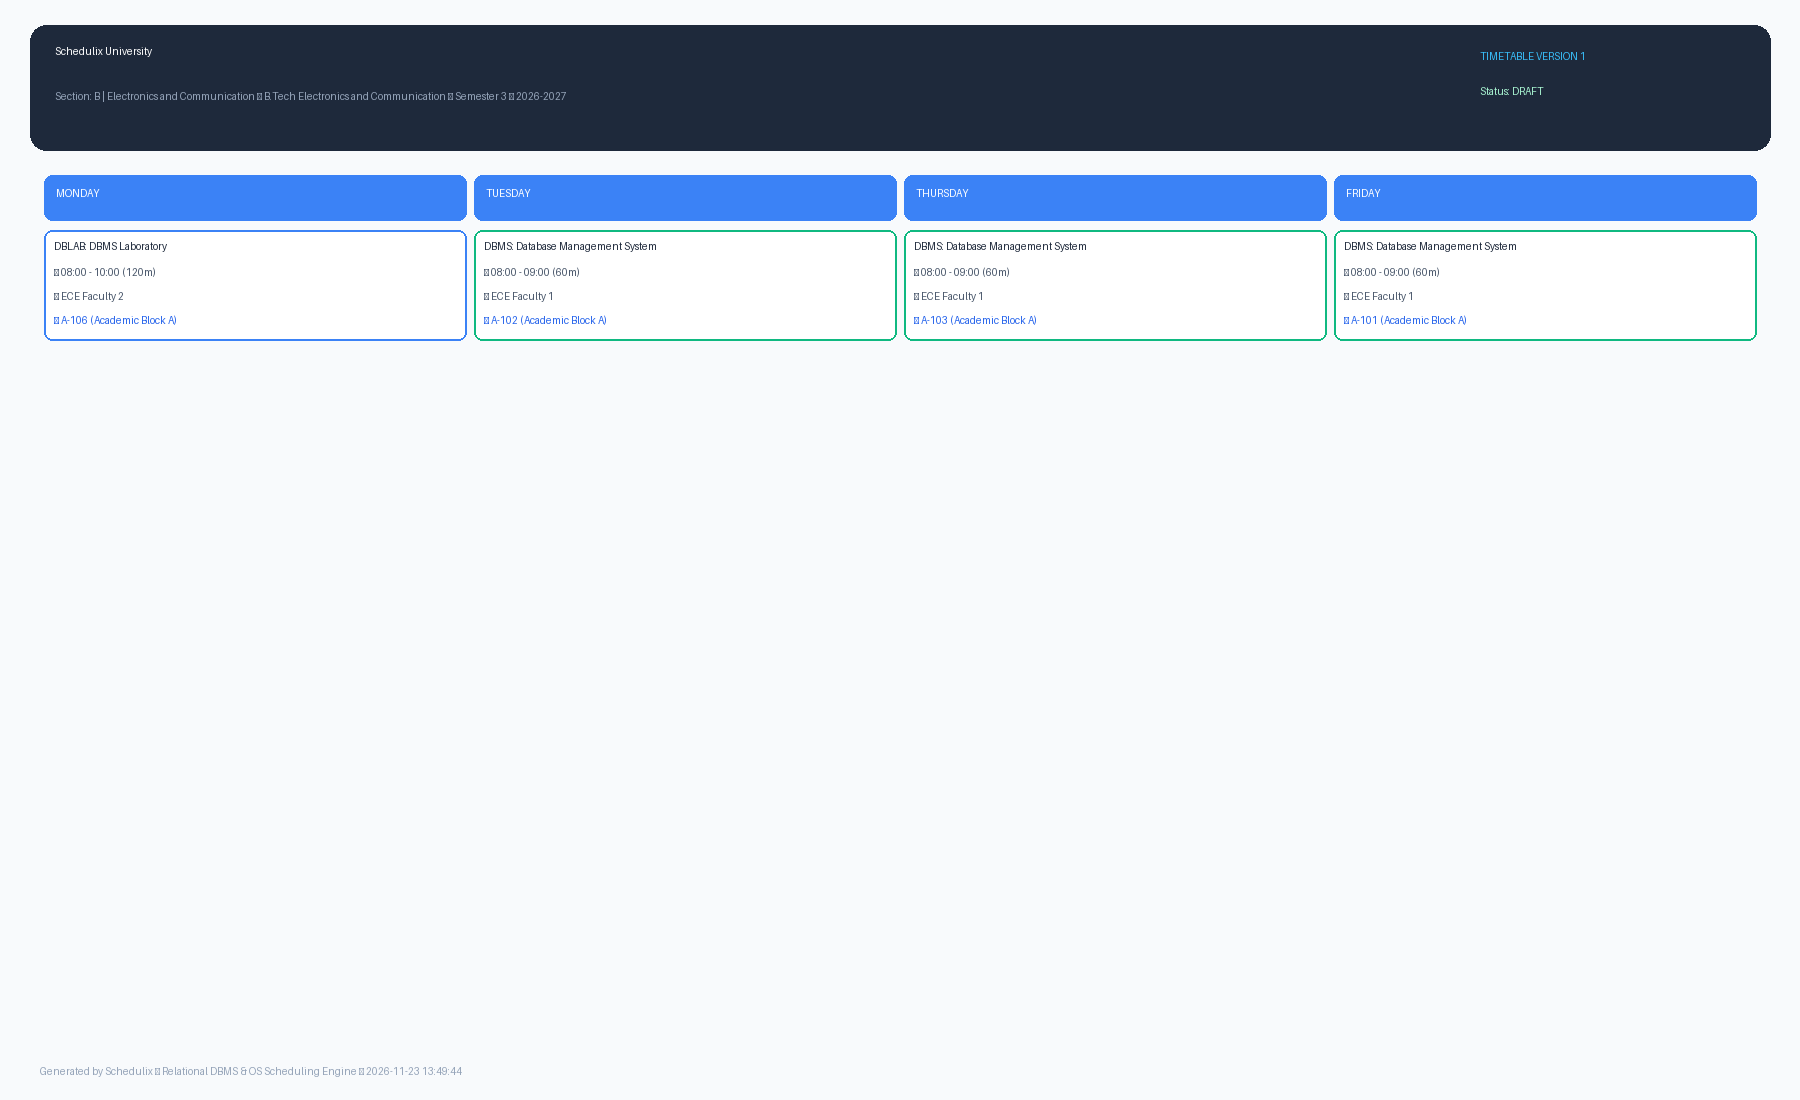 Schedulix University
TIMETABLE VERSION 1
Section: B | Electronics and Communication ▯ B.Tech Electronics and Communication ▯ Semester 3 ▯ 2026-2027
Status: DRAFT
MONDAY
TUESDAY
THURSDAY
FRIDAY
DBLAB: DBMS Laboratory
▯ 08:00 - 10:00 (120m)
▯ ECE Faculty 2
▯ A-106 (Academic Block A)
DBMS: Database Management System
▯ 08:00 - 09:00 (60m)
▯ ECE Faculty 1
▯ A-102 (Academic Block A)
DBMS: Database Management System
▯ 08:00 - 09:00 (60m)
▯ ECE Faculty 1
▯ A-103 (Academic Block A)
DBMS: Database Management System
▯ 08:00 - 09:00 (60m)
▯ ECE Faculty 1
▯ A-101 (Academic Block A)
Generated by Schedulix ▯ Relational DBMS & OS Scheduling Engine ▯ 2026-11-23 13:49:44